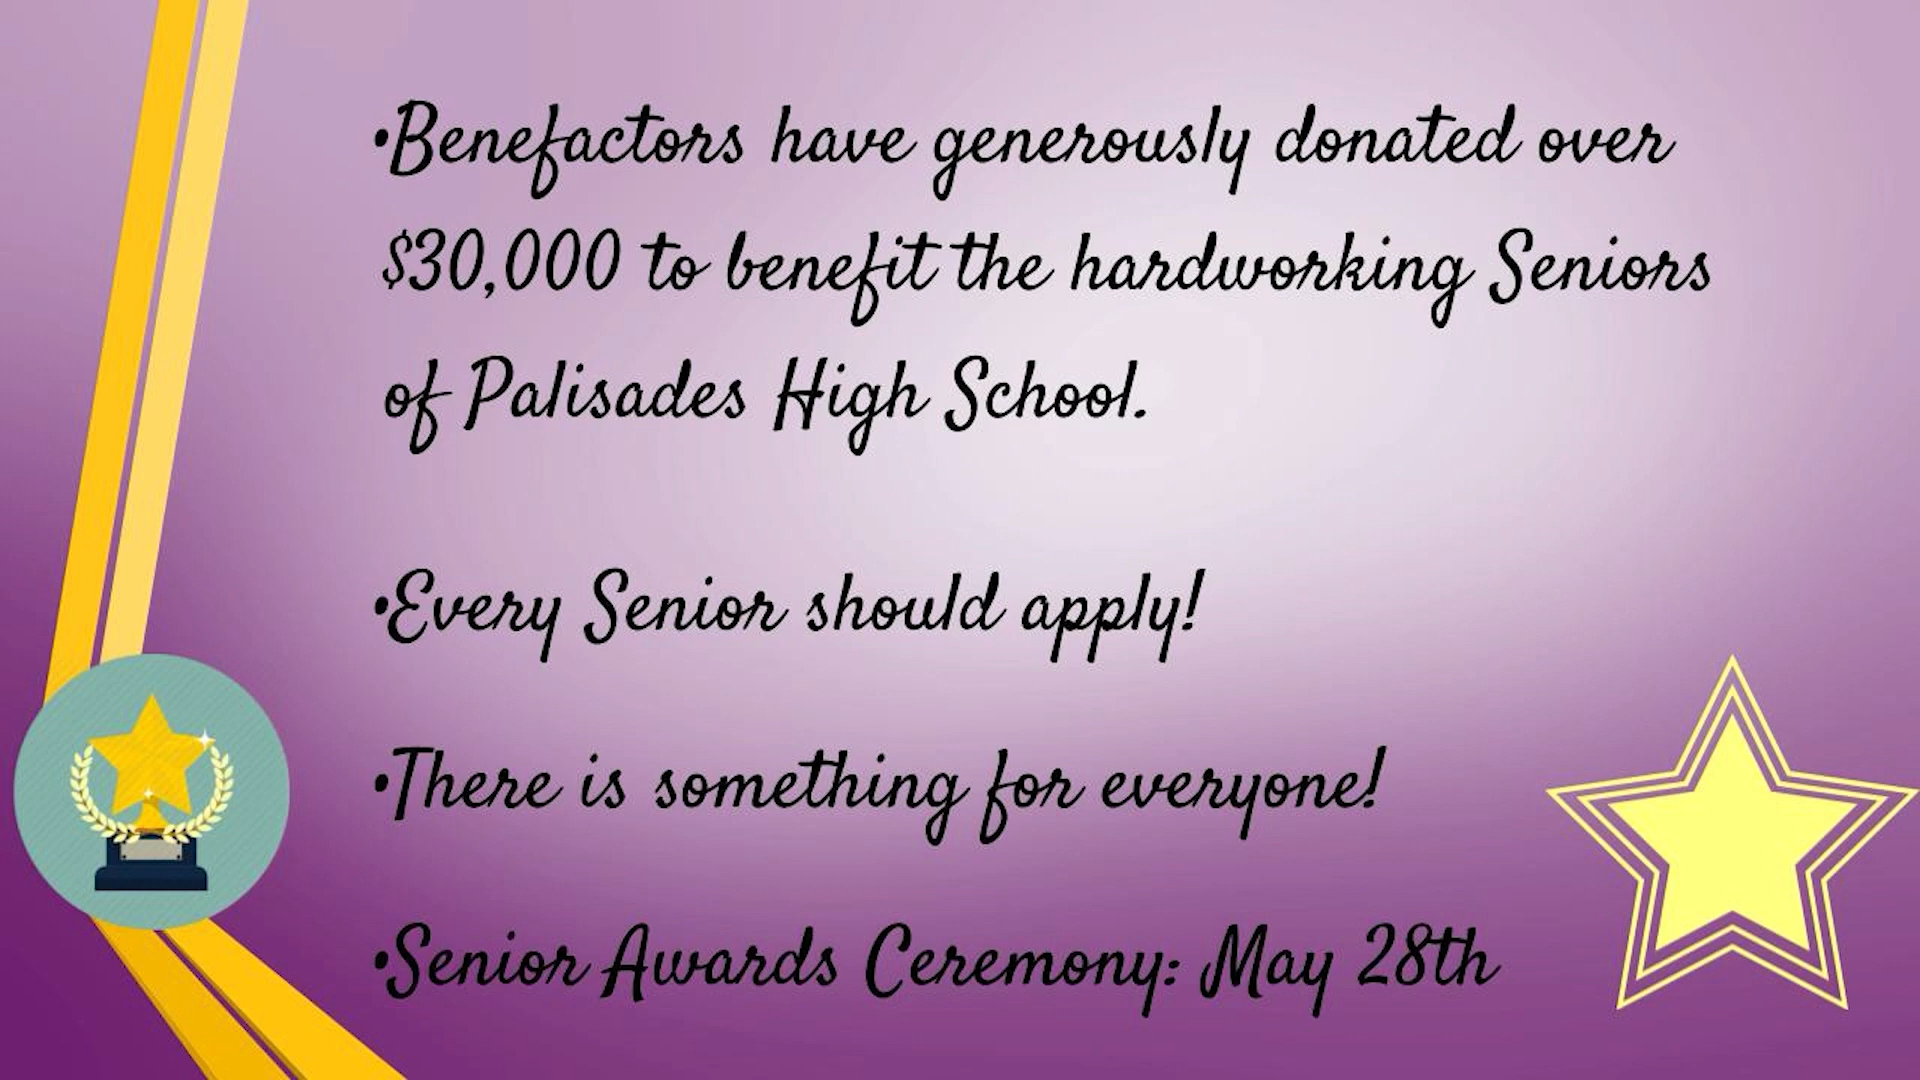 •Benefactors have generously donated over
$30,000 to benefit the hardworking Seniors
of Palisades High School.
•Every Senior should apply!
•There is something for everyone!
•Senior Awards Ceremony: May 28th